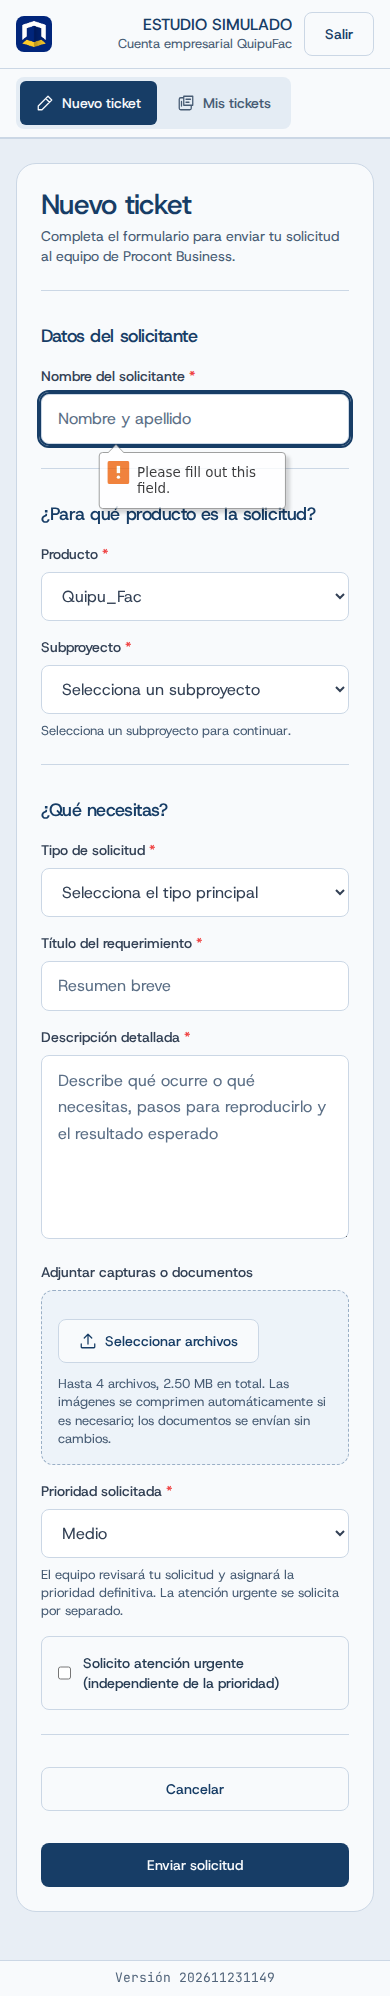 ESTUDIO SIMULADO
Cuenta empresarial QuipuFac
Salir
Nuevo ticket
Mis tickets
Nuevo ticket
Completa el formulario para enviar tu solicitud
al equipo de Procont Business.
Datos del solicitante
Nombre del solicitante *
Nombre y apellido
Please fill out this
field.
¿Para qué producto es la solicitud?
Producto *
Quipu_Fac
Subproyecto *
Selecciona un subproyecto
Selecciona un subproyecto para continuar.
¿Qué necesitas?
Tipo de solicitud *
Selecciona el tipo principal
Título del requerimiento *
Resumen breve
Descripción detallada *
Describe qué ocurre o qué
necesitas, pasos para reproducirlo y
el resultado esperado
Adjuntar capturas o documentos
Seleccionar archivos
Hasta 4 archivos, 2.50 MB en total. Las
imágenes se comprimen automáticamente si
es necesario; los documentos se envían sin
cambios.
Prioridad solicitada *
Medio
El equipo revisará tu solicitud y asignará la
prioridad definitiva. La atención urgente se solicita
por separado.
Solicito atención urgente
(independiente de la prioridad)
Cancelar
Enviar solicitud
Versión 202611231149